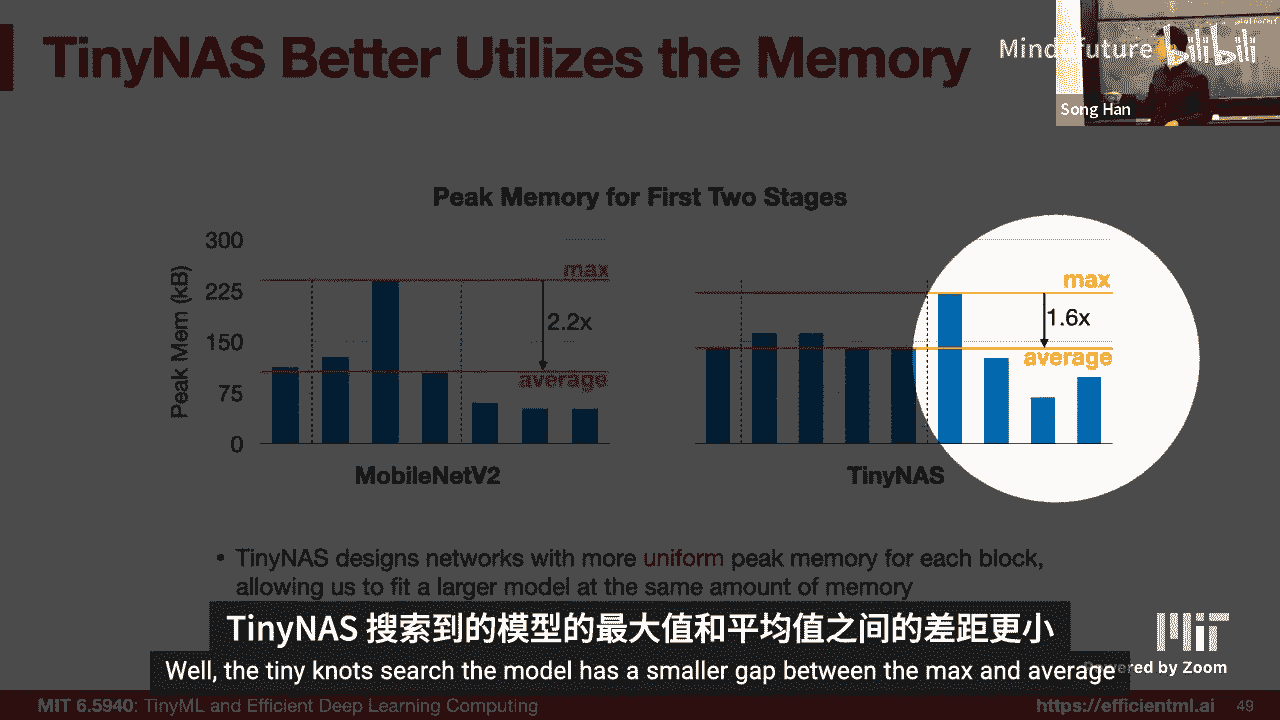 TinyNAS Better Utilizes the Memory
Mind future bilibili
Song Han
Peak Memory for First Two Stages
Peak Mem (kB)
300
225
150
75
0
max
2.2x
average
MobileNetV2
max
1.6x
average
TinyNAS
• TinyNAS designs networks with more uniform peak memory for each block,
allowing us to fit a larger model at the same amount of memory
TinyNAS 搜索到的模型的最大值和平均值之间的差距更小
Well, the tiny knots search the model has a smaller gap between the max and average
MIT
ered by Zoom
MIT 6.5940: TinyML and Efficient Deep Learning Computing
https://efficientml.ai
49